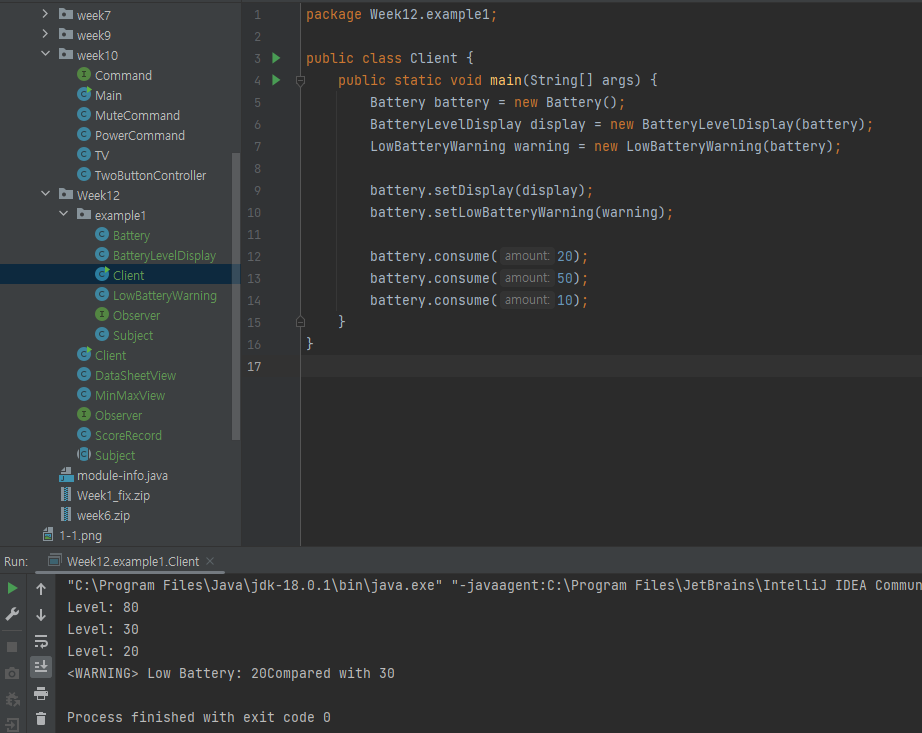 week7
week9
week10
Command
Main
MuteCommand
PowerCommand
TV
TwoButtonController
Week12
example1
Battery
BatteryLevelDisplay
Client
LowBatteryWarning
Observer
Subject
Client
DataSheetView
MinMaxView
Observer
ScoreRecord
Subject
module-info.java
Week1_fix.zip
week6.zip
1-1.png
1 package Week12.example1;
2
3 public class Client {
4 public static void main(String[] args) {
5 Battery battery = new Battery();
6 BatteryLevelDisplay display = new BatteryLevelDisplay(battery);
7 LowBatteryWarning warning = new LowBatteryWarning(battery);
8
9 battery.setDisplay(display);
10 battery.setLowBatteryWarning(warning);
11
12 battery.consume( amount: 20);
13 battery.consume( amount: 50);
14 battery.consume( amount: 10);
15 }
16 }
17
Run: Week12.example1.Client
"C:\Program Files\Java\jdk-18.0.1\bin\java.exe" "-javaagent:C:\Program Files\JetBrains\IntelliJ IDEA Commun
Level: 80
Level: 30
Level: 20
<WARNING> Low Battery: 20Compared with 30
Process finished with exit code 0